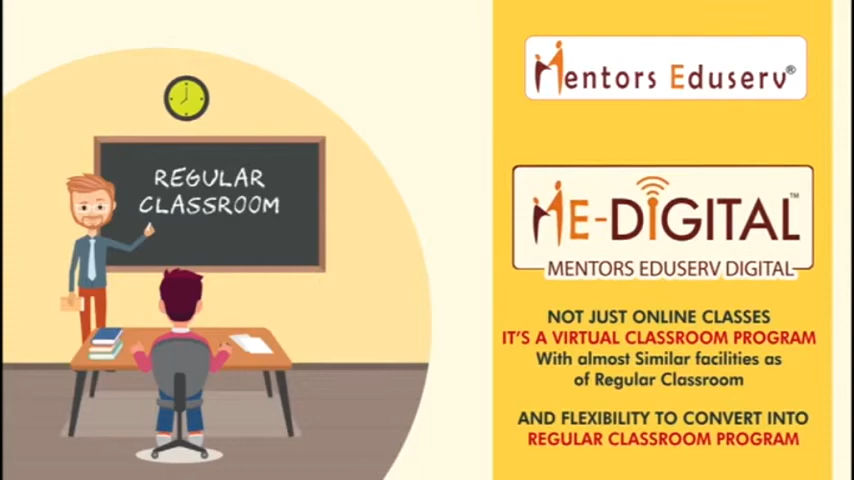 REGULAR
CLASSROOM
Mentors Eduserv®
ME-DIGITAL™
MENTORS EDUSERV DIGITAL
NOT JUST ONLINE CLASSES
IT'S A VIRTUAL CLASSROOM PROGRAM
With almost Similar facilities as
of Regular Classroom
AND FLEXIBILITY TO CONVERT INTO
REGULAR CLASSROOM PROGRAM